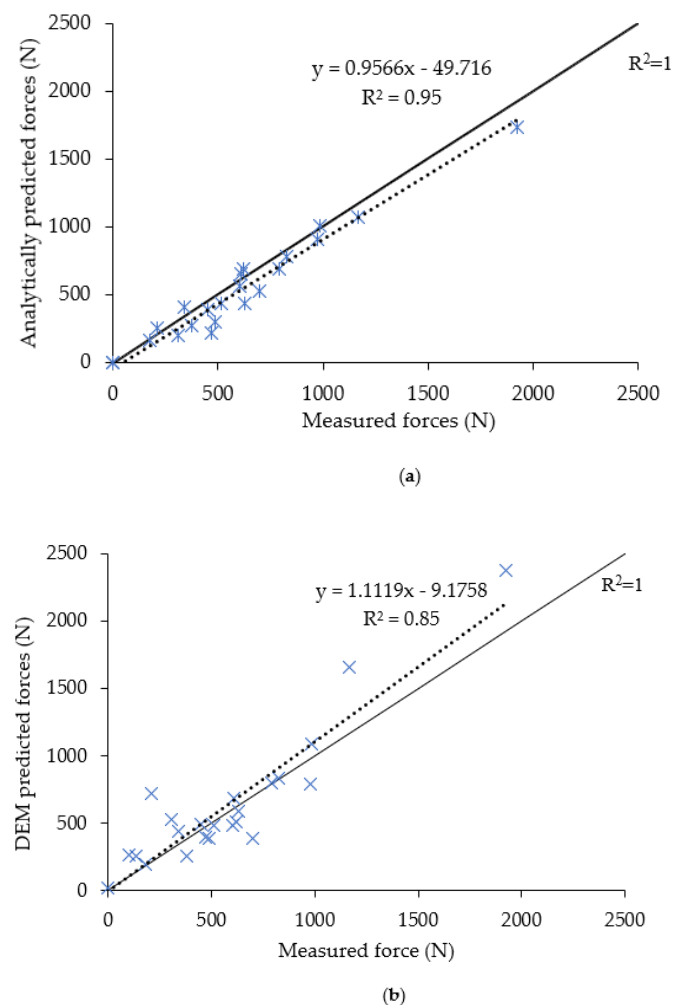 2500
y = 0.9566x - 49.716
R²=1
2000
R² = 0.95
1500
1000
500
0
Analytically predicted forces (N)
0 500 1000 1500 2000 2500
Measured forces (N)
(a)
2500
y = 1.1119x - 9.1758
R²=1
2000
R² = 0.85
1500
1000
500
0
DEM predicted forces (N)
0 500 1000 1500 2000 2500
Measured force (N)
(b)